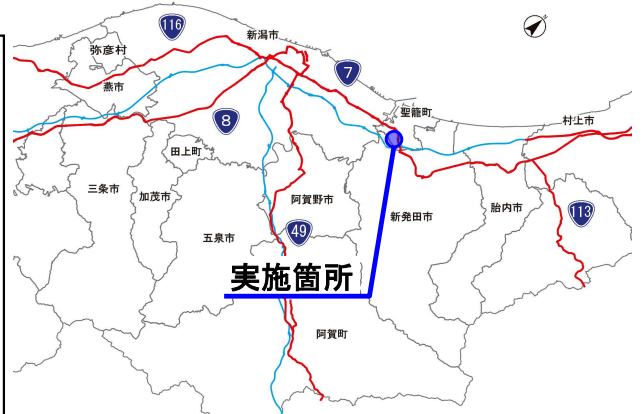 116
新潟市
弥彦村
7
燕市
聖籠町
8
村上市
田上町
三条市
加茂市
阿賀野市
新発田市
胎内市
113
49
五泉市
実施箇所
阿賀町